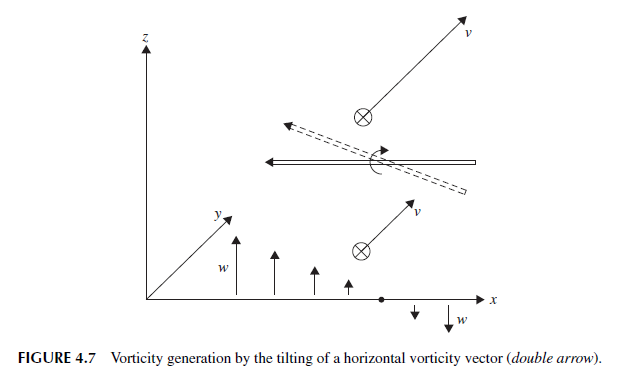 z
v
y
v
w
x
w
FIGURE 4.7 Vorticity generation by the tilting of a horizontal vorticity vector (double arrow).